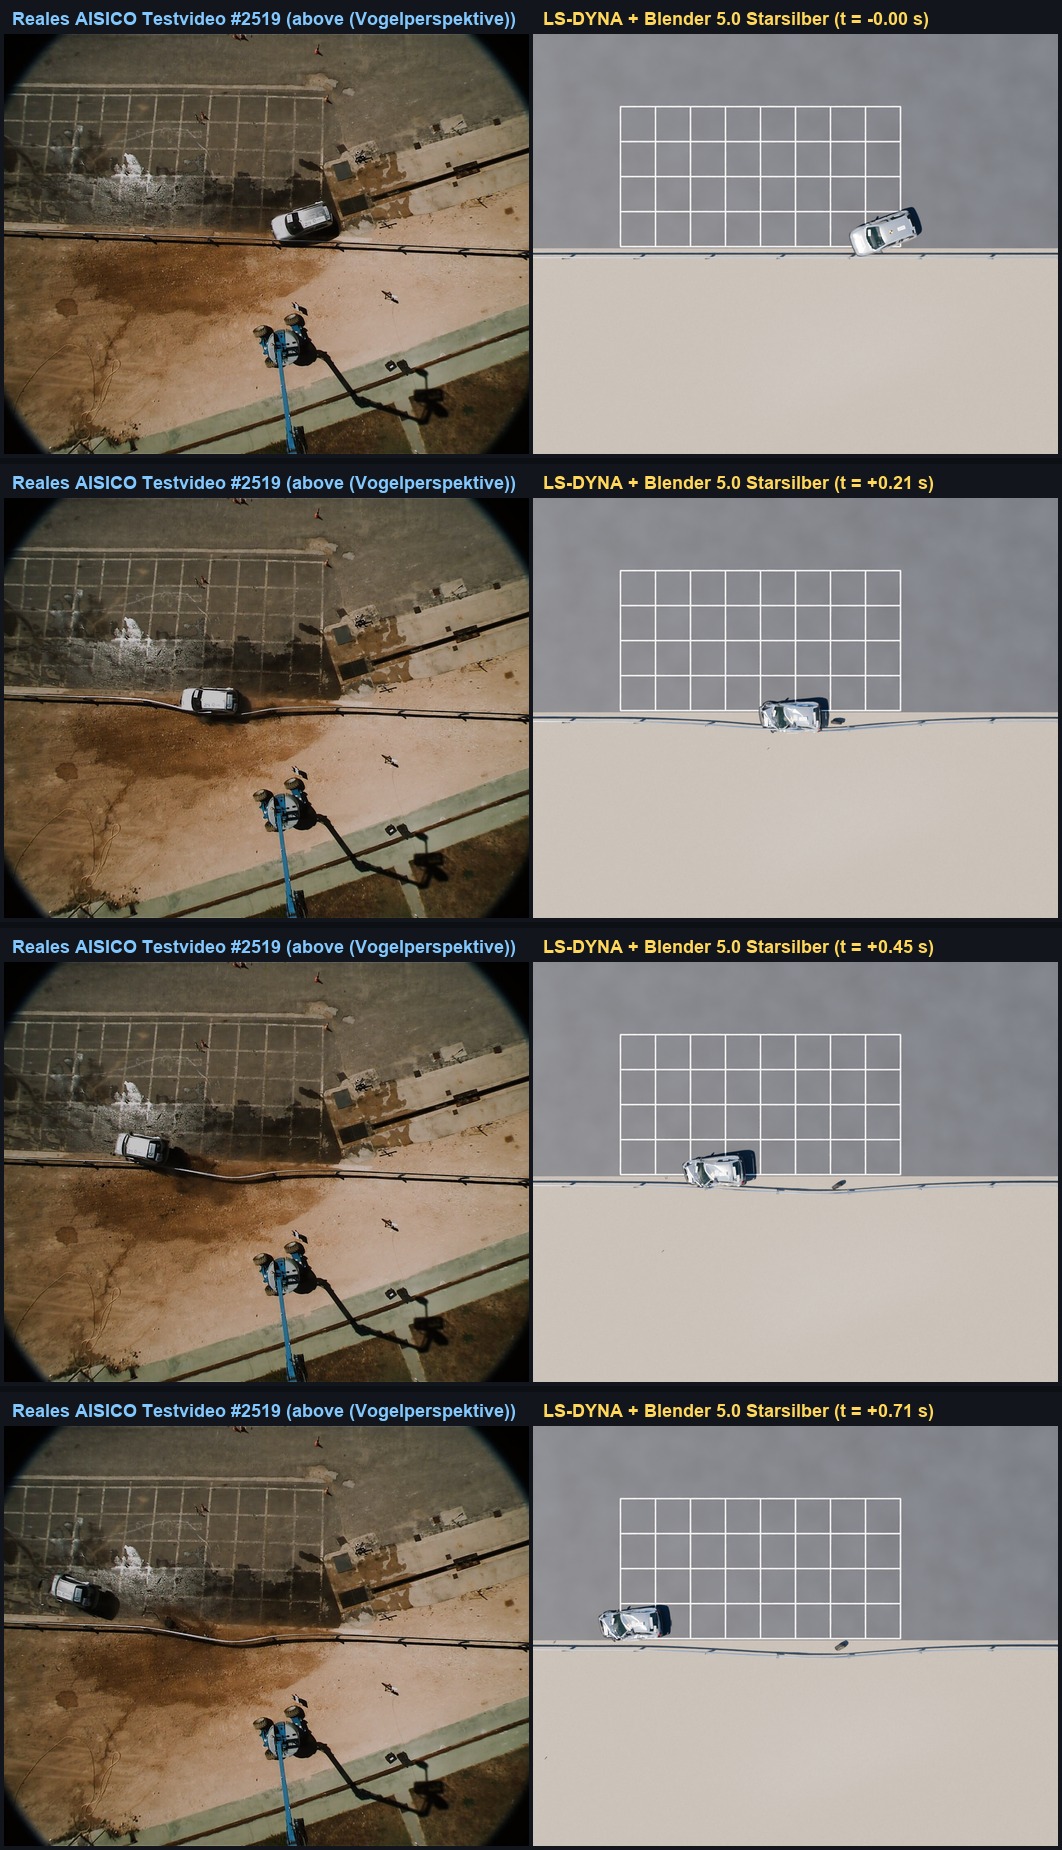 Reales AISICO Testvideo #2519 (above (Vogelperspektive))
LS-DYNA + Blender 5.0 Starsilber (t = -0.00 s)
Reales AISICO Testvideo #2519 (above (Vogelperspektive))
LS-DYNA + Blender 5.0 Starsilber (t = +0.21 s)
Reales AISICO Testvideo #2519 (above (Vogelperspektive))
LS-DYNA + Blender 5.0 Starsilber (t = +0.45 s)
Reales AISICO Testvideo #2519 (above (Vogelperspektive))
LS-DYNA + Blender 5.0 Starsilber (t = +0.71 s)